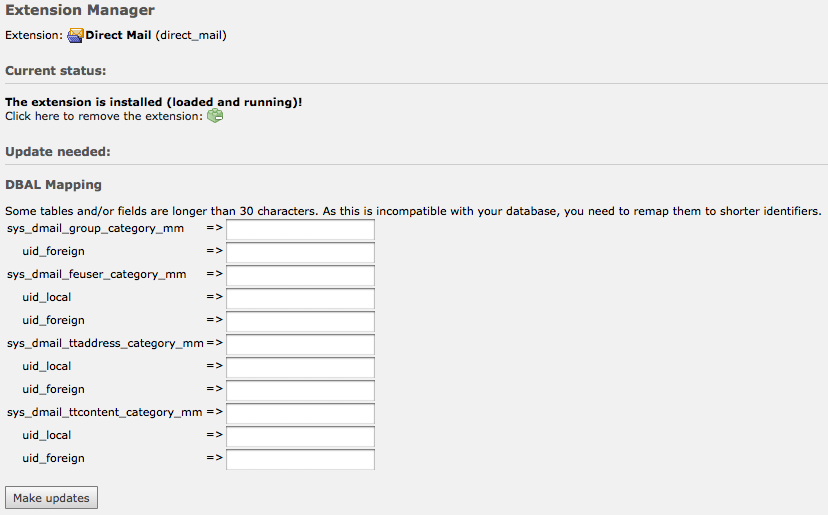 Extension Manager
Extension: Direct Mail (direct_mail)
Current status:
The extension is installed (loaded and running)!
Click here to remove the extension:
Update needed:
DBAL Mapping
Some tables and/or fields are longer than 30 characters. As this is incompatible with your database, you need to remap them to shorter identifiers.
sys_dmail_group_category_mm =>
uid_foreign =>
sys_dmail_feuser_category_mm =>
uid_local =>
uid_foreign =>
sys_dmail_ttaddress_category_mm =>
uid_local =>
uid_foreign =>
sys_dmail_ttcontent_category_mm =>
uid_local =>
uid_foreign =>
Make updates